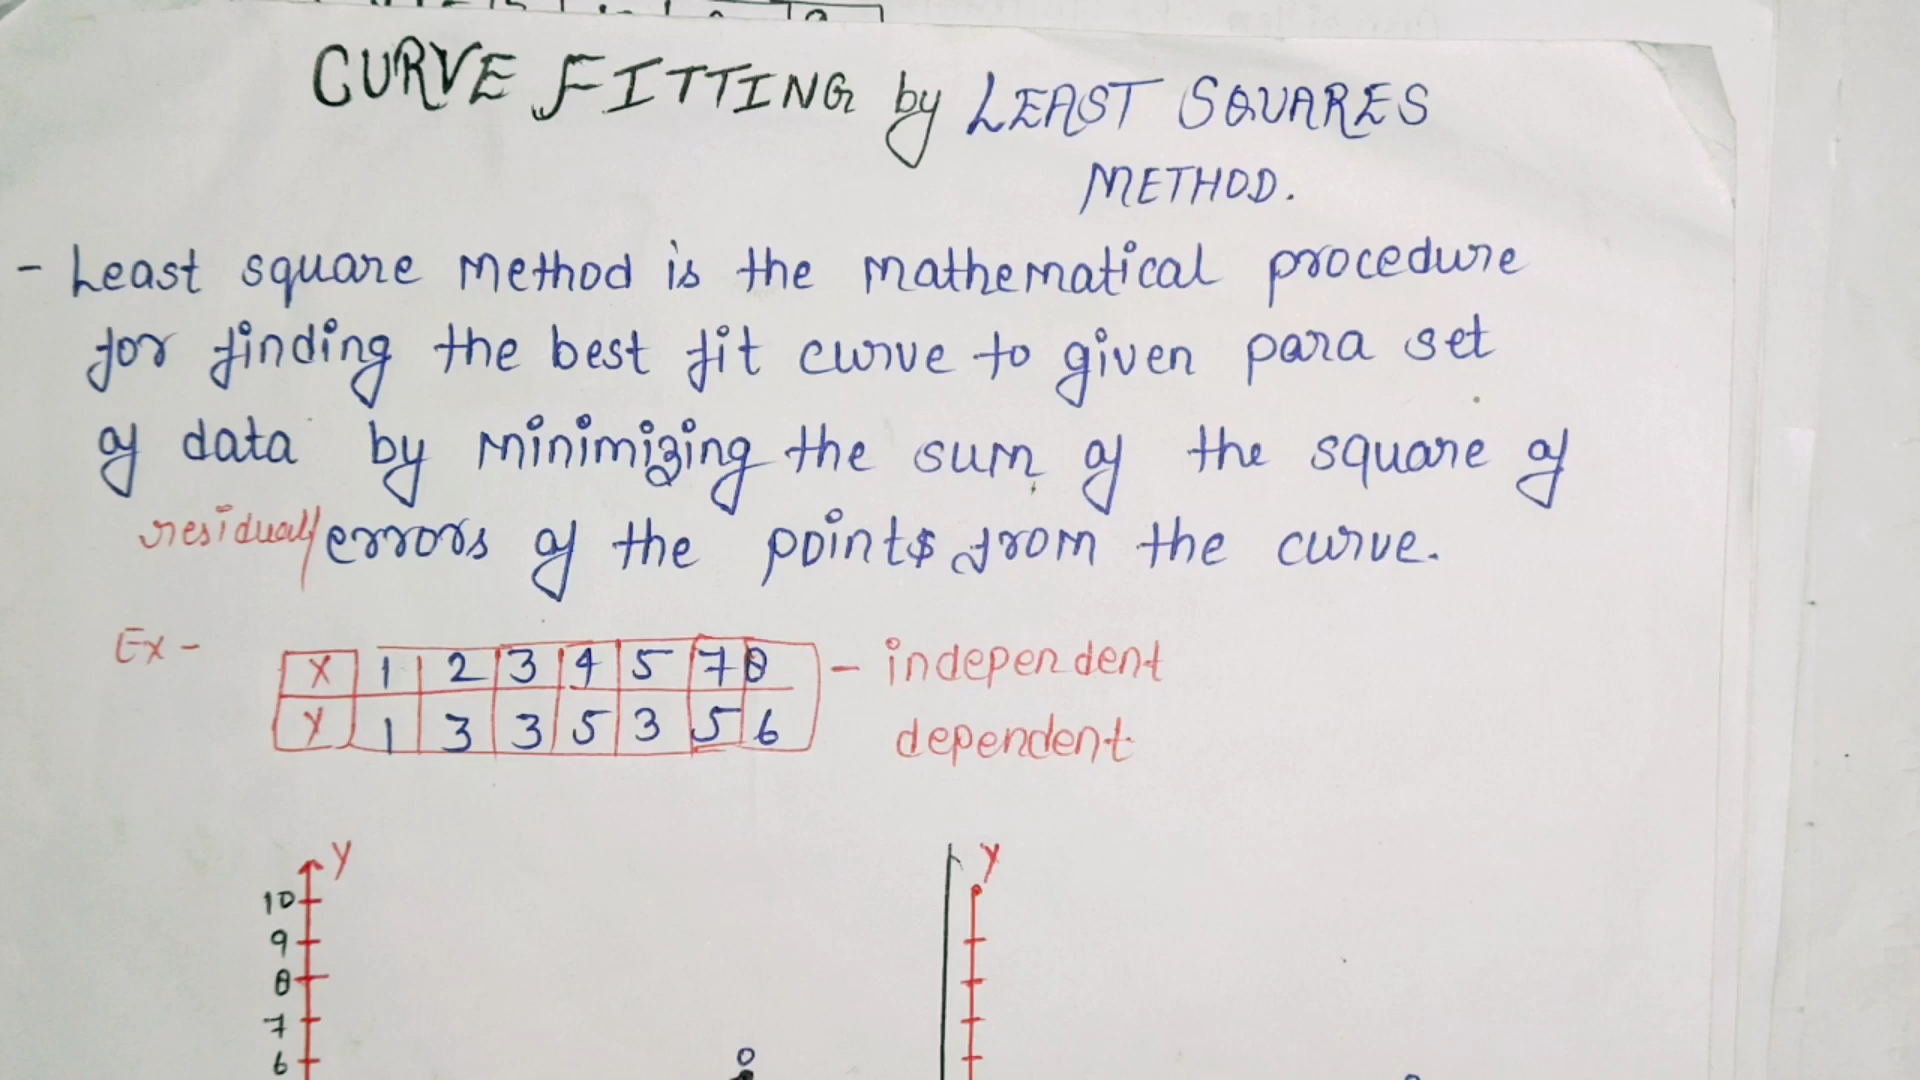 CURVE FITTING by LEAST SQUARES
METHOD.
- Least square method is the mathematical procedure
for finding the best fit curve to given para set
of data by minimizing the sum of the square of
residual/errors of the points from the curve.
Ex -
X 1 2 3 4 5 7 8 - independent
Y 1 3 3 5 3 5 6 dependent
Y Y
10
9
8
7
6